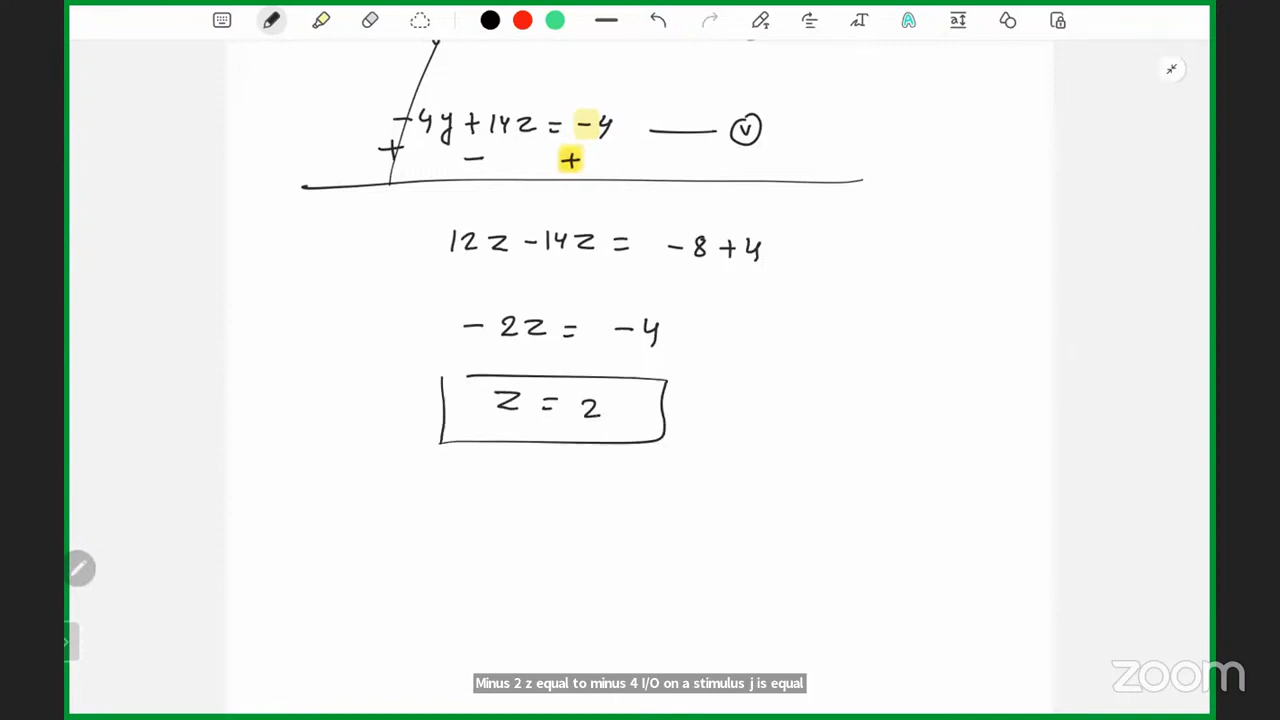 -4y + 14z = -4 —— (v)
+ - +
12z - 14z = -8 + 4
- 2z = -4
z = 2
Minus 2 z equal to minus 4 I/O on a stimulus j is equal
zoom